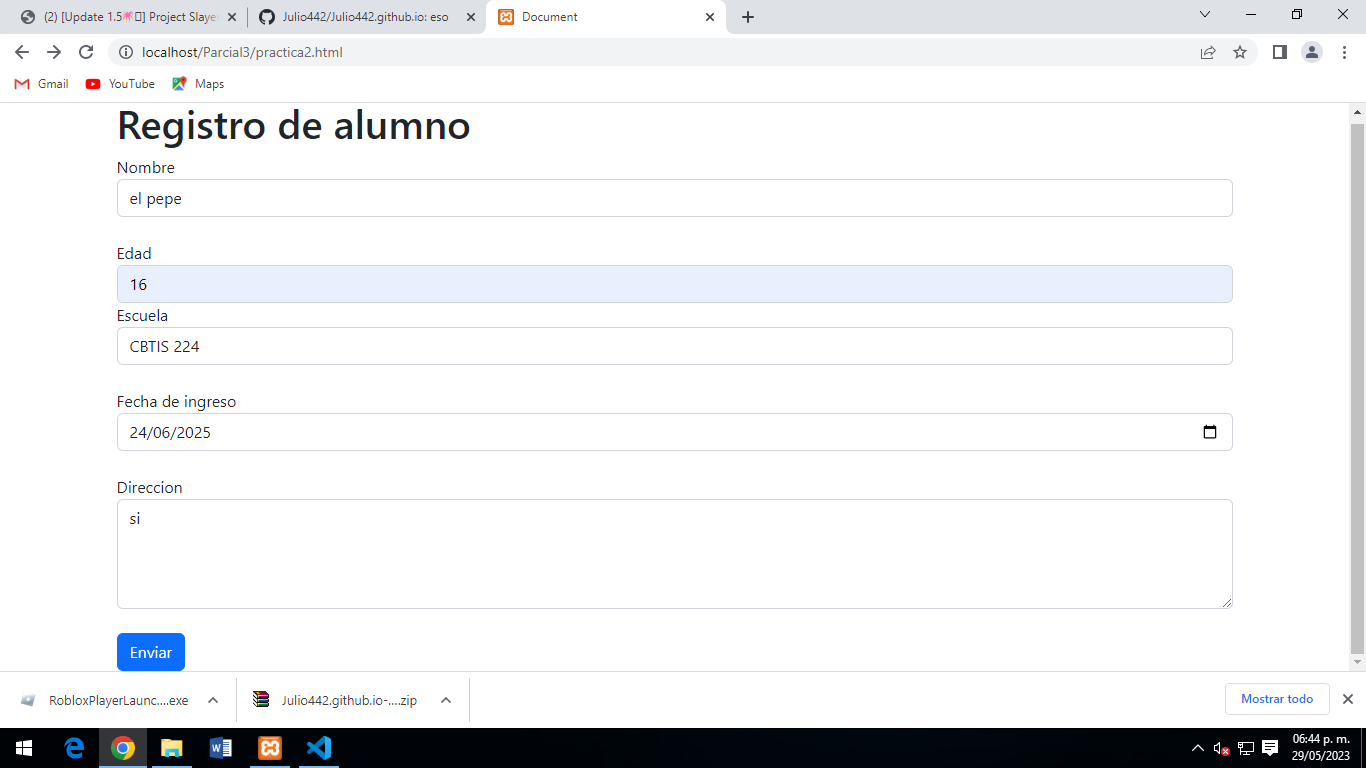 (2) [Update 1.5 Project Slaye
Julio442/Julio442.github.io: eso
Document
localhost/Parcial3/practica2.html
Gmail
YouTube
Maps
Registro de alumno
Nombre
el pepe
Edad
16
Escuela
CBTIS 224
Fecha de ingreso
24/06/2025
Direccion
si
Enviar
RobloxPlayerLaunc....exe
Julio442.github.io-....zip
Mostrar todo
06:44 p. m.
29/05/2023